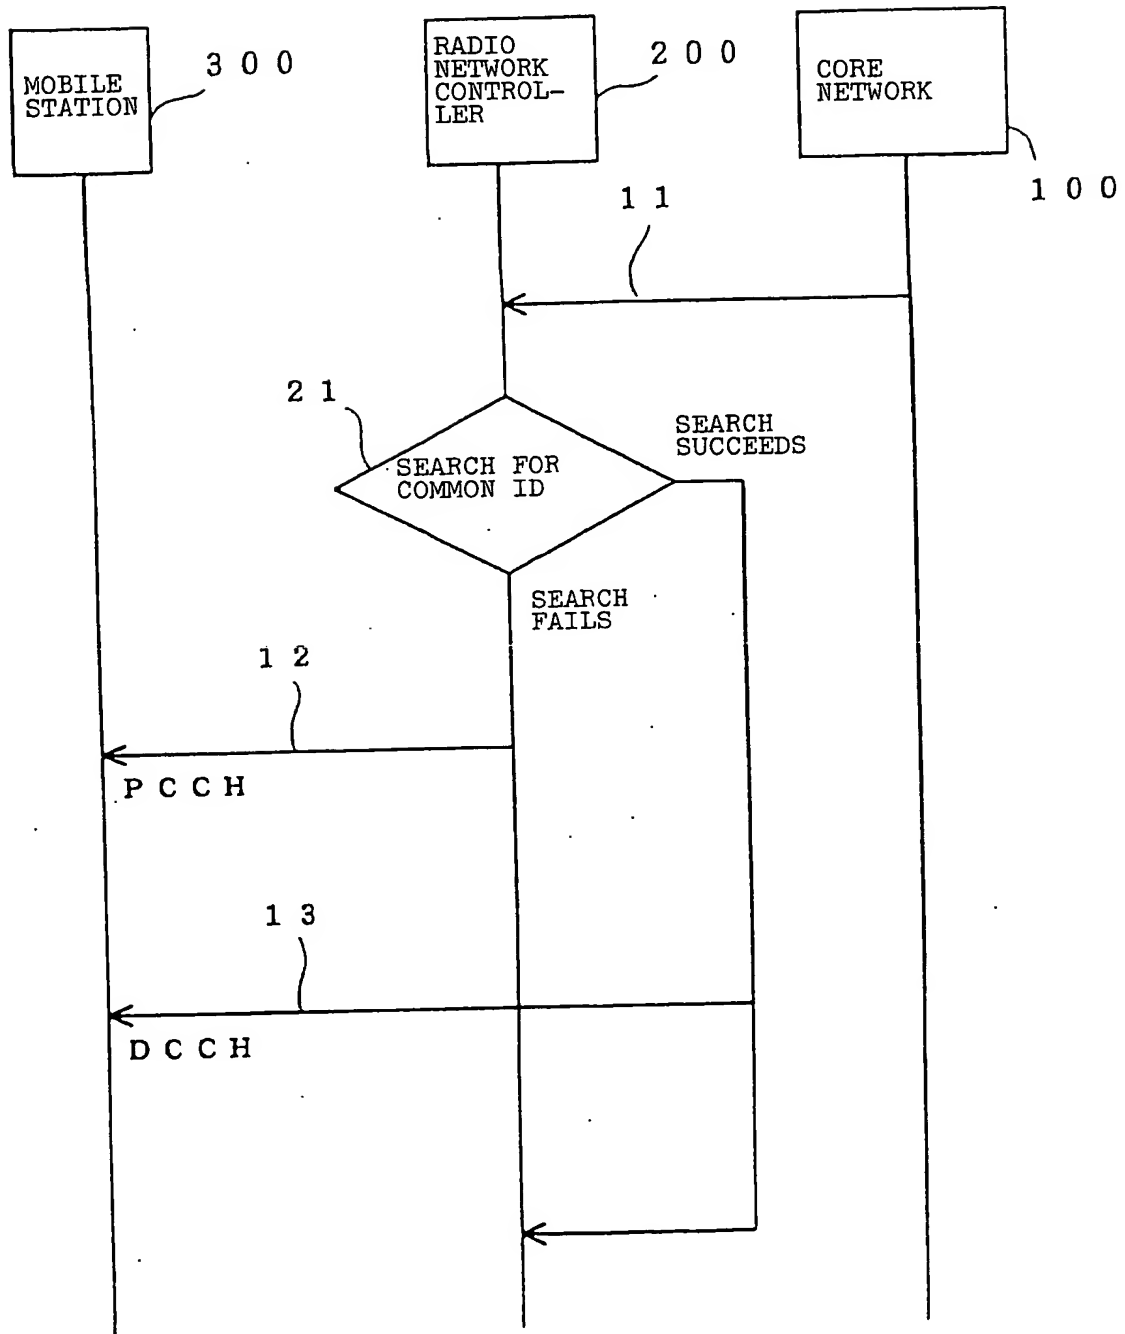 MOBILE
STATION
3 0 0
RADIO
NETWORK
CONTROL-
LER
2 0 0
CORE
NETWORK
1 0 0
1 1
2 1
SEARCH FOR
COMMON ID
SEARCH
SUCCEEDS
SEARCH
FAILS
1 2
P C C H
1 3
D C C H